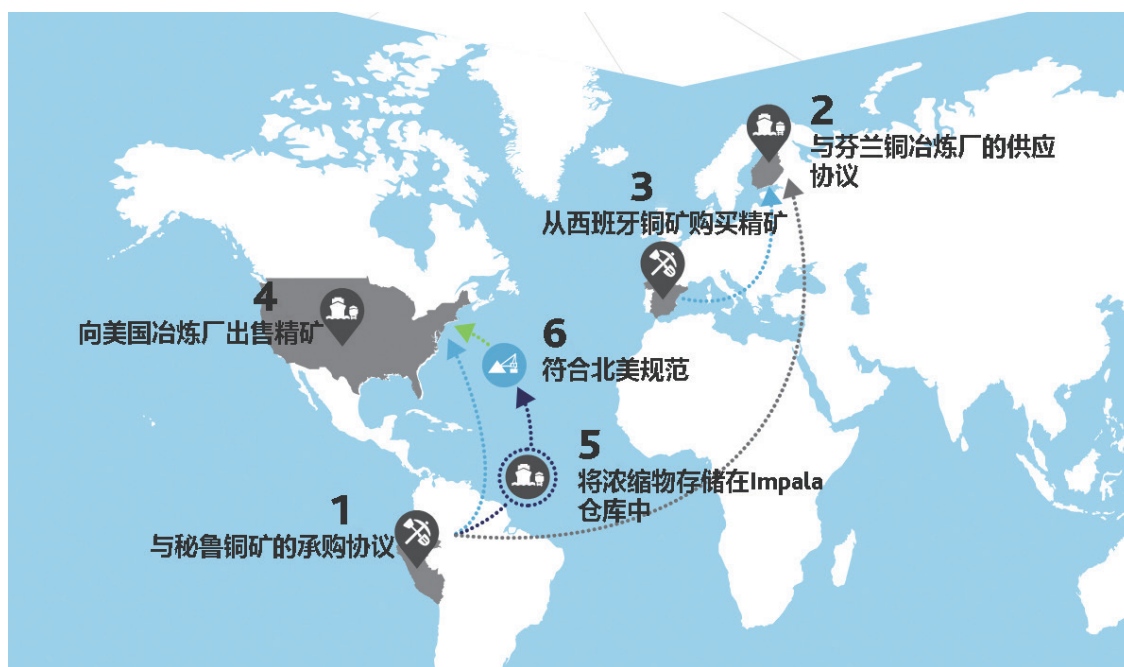 1
与秘鲁铜矿的承购协议
2
与芬兰铜冶炼厂的供应
协议
3
从西班牙铜矿购买精矿
4
向美国冶炼厂出售精矿
5
将浓缩物存储在Impala
仓库中
6
符合北美规范